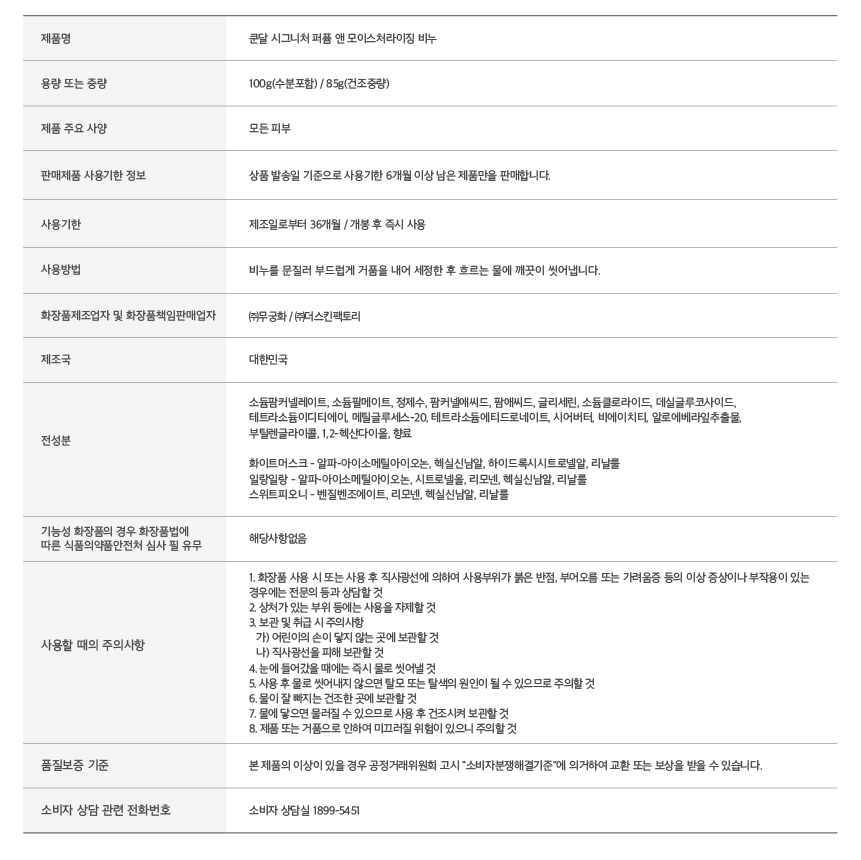 제품명
쿤달 시그니처 퍼퓸 앤 모이스처라이징 비누
용량 또는 중량
100g(수분포함) / 85g(건조중량)
제품 주요 사양
모든 피부
판매제품 사용기한 정보
상품 발송일 기준으로 사용기한 6개월 이상 남은 제품만을 판매합니다.
사용기한
제조일로부터 36개월 / 개봉 후 즉시 사용
사용방법
비누를 문질러 부드럽게 거품을 내어 세정한 후 흐르는 물에 깨끗이 씻어냅니다.
화장품제조업자 및 화장품책임판매업자
㈜무궁화 / ㈜더스킨팩토리
제조국
대한민국
전성분
소듐팜커넬레이트, 소듐팔메이트, 정제수, 팜커넬애씨드, 팜애씨드, 글리세린, 소듐클로라이드, 데실글루코사이드,
테트라소듐이디티에이, 메틸글루세스-20, 테트라소듐에티드로네이트, 시어버터, 비에이치티, 알로에베라잎추출물,
부틸렌글라이콜, 1,2-헥산다이올, 향료
화이트머스크 - 알파-아이소메틸아이오논, 헥실신남알, 하이드록시시트로넬알, 리날롤
일랑일랑 - 알파-아이소메틸아이오논, 시트로넬올, 리모넨, 헥실신남알, 리날롤
스위트피오니 - 벤질벤조에이트, 리모넨, 헥실신남알, 리날롤
기능성 화장품의 경우 화장품법에
따른 식품의약품안전처 심사 필 유무
해당사항없음
사용할 때의 주의사항
1. 화장품 사용 시 또는 사용 후 직사광선에 의하여 사용부위가 붉은 반점, 부어오름 또는 가려움증 등의 이상 증상이나 부작용이 있는
경우에는 전문의 등과 상담할 것
2. 상처가 있는 부위 등에는 사용을 자제할 것
3. 보관 및 취급 시 주의사항
가) 어린이의 손이 닿지 않는 곳에 보관할 것
나) 직사광선을 피해 보관할 것
4. 눈에 들어갔을 때에는 즉시 물로 씻어낼 것
5. 사용 후 물로 씻어내지 않으면 탈모 또는 탈색의 원인이 될 수 있으므로 주의할 것
6. 물이 잘 빠지는 건조한 곳에 보관할 것
7. 물에 닿으면 물러질 수 있으므로 사용 후 건조시켜 보관할 것
8. 제품 또는 거품으로 인하여 미끄러질 위험이 있으니 주의할 것
품질보증 기준
본 제품의 이상이 있을 경우 공정거래위원회 고시 "소비자분쟁해결기준"에 의거하여 교환 또는 보상을 받을 수 있습니다.
소비자 상담 관련 전화번호
소비자 상담실 1899-5451